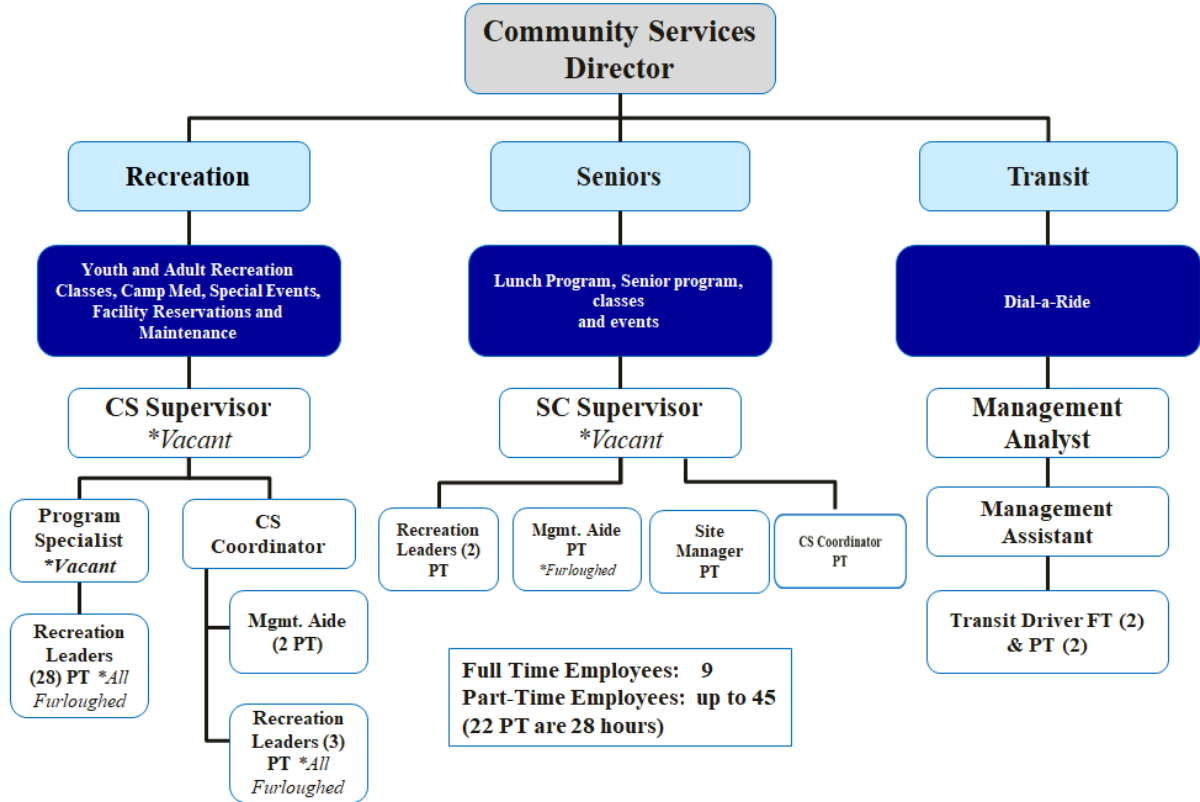 Community Services
Director
Recreation
Seniors
Transit
Youth and Adult Recreation
Classes, Camp Med, Special Events,
Facility Reservations and
Maintenance
Lunch Program, Senior program,
classes
and events
Dial-a-Ride
CS Supervisor
*Vacant
SC Supervisor
*Vacant
Management
Analyst
Program
Specialist
*Vacant
CS
Coordinator
Recreation
Leaders (2)
PT
Mgmt. Aide
PT
*Furloughed
Site
Manager
PT
CS Coordinator
PT
Management
Assistant
Recreation
Leaders
(28) PT *All
Furloughed
Mgmt. Aide
(2 PT)
Recreation
Leaders (3)
PT *All
Furloughed
Transit Driver FT (2)
& PT (2)
Full Time Employees: 9
Part-Time Employees: up to 45
(22 PT are 28 hours)